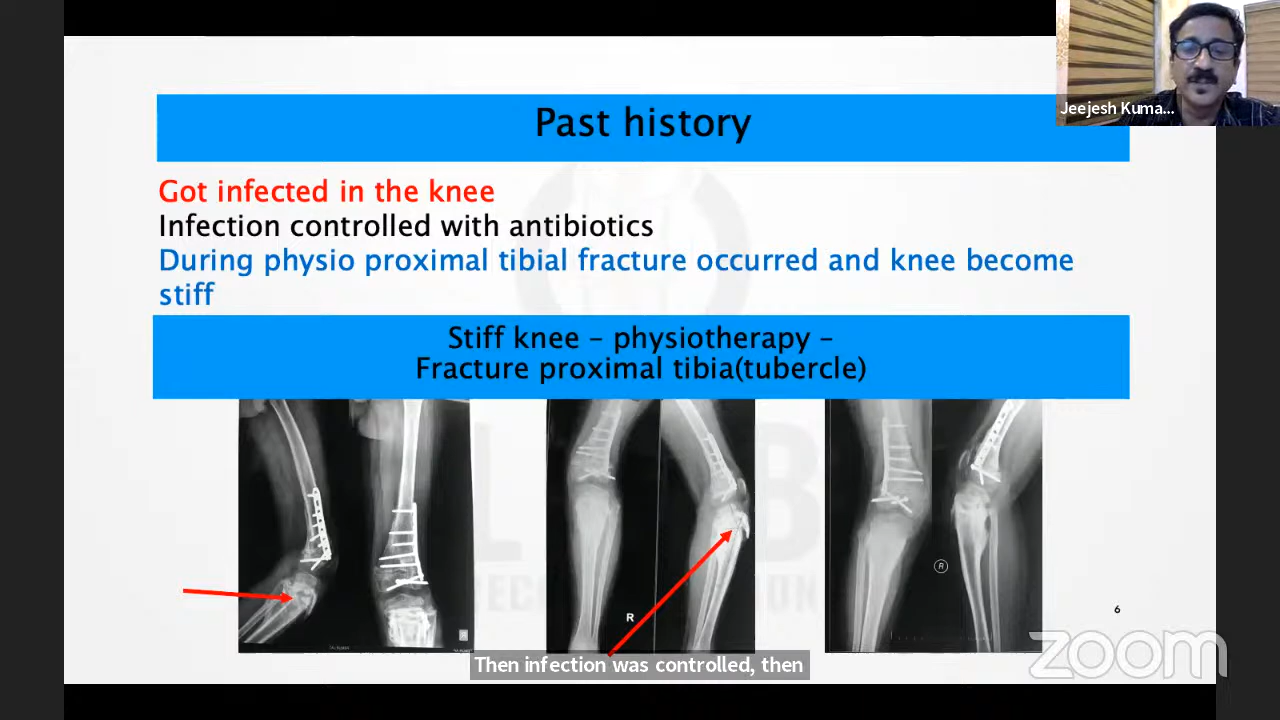 Past history
Jeejesh Kuma...
Got infected in the knee
Infection controlled with antibiotics
During physio proximal tibial fracture occurred and knee become
stiff
Stiff knee – physiotherapy –
Fracture proximal tibia(tubercle)
R
R
6
Then infection was controlled, then
zoom